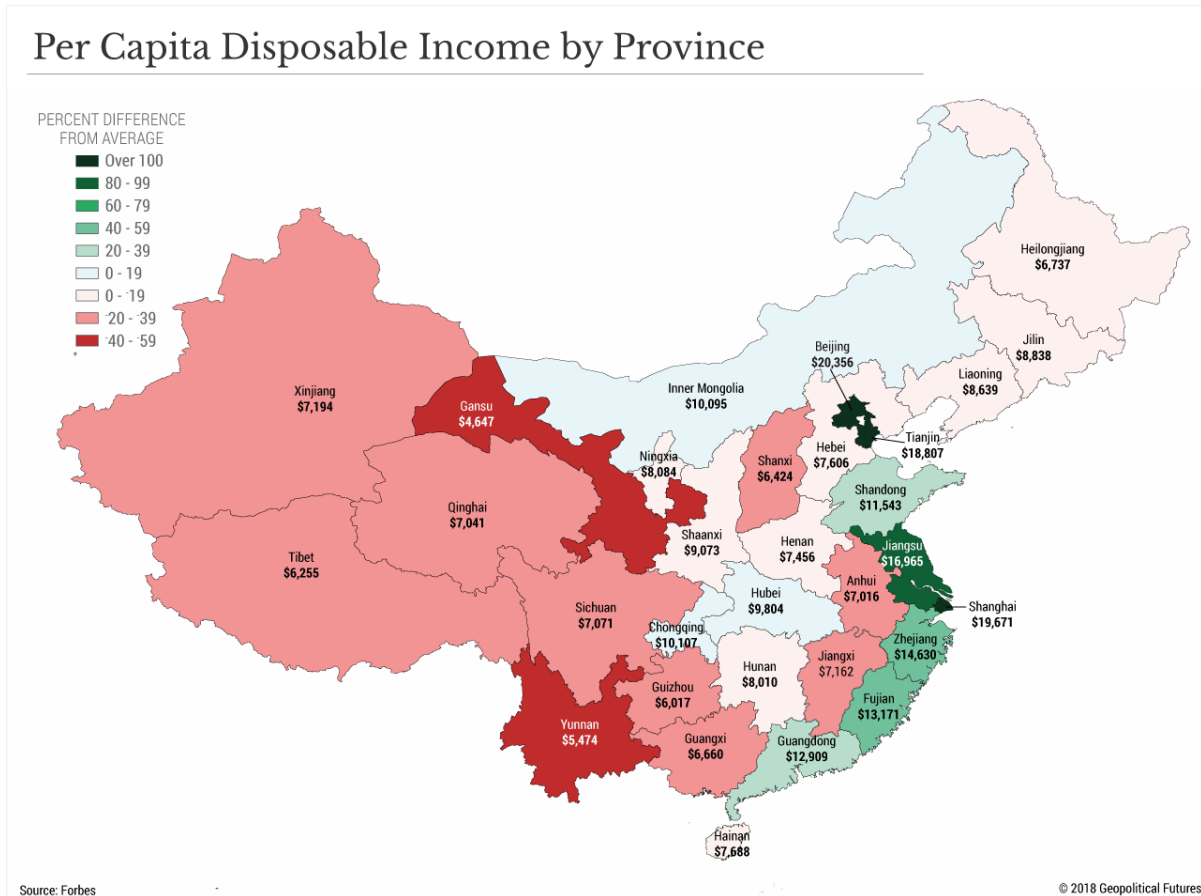 Per Capita Disposable Income by Province
PERCENT DIFFERENCE
FROM AVERAGE
Over 100
80 - 99
60 - 79
40 - 59
20 - 39
0 - 19
0 - -19
-20 - -39
-40 - -59
Heilongjiang
$6,737
Jilin
$8,838
Beijing
$20,356
Liaoning
$8,639
Xinjiang
$7,194
Inner Mongolia
$10,095
Gansu
$4,647
Tianjin
$18,807
Hebei
$7,606
Ningxia
$8,084
Shanxi
$6,424
Shandong
$11,543
Qinghai
$7,041
Shaanxi
$9,073
Henan
$7,456
Jiangsu
$16,965
Tibet
$6,255
Anhui
$7,016
Hubei
$9,804
Sichuan
$7,071
Shanghai
$19,671
Chongqing
$10,107
Zhejiang
$14,630
Hunan
$8,010
Jiangxi
$7,162
Guizhou
$6,017
Fujian
$13,171
Yunnan
$5,474
Guangxi
$6,660
Guangdong
$12,909
Hainan
$7,688
Source: Forbes
© 2018 Geopolitical Futures